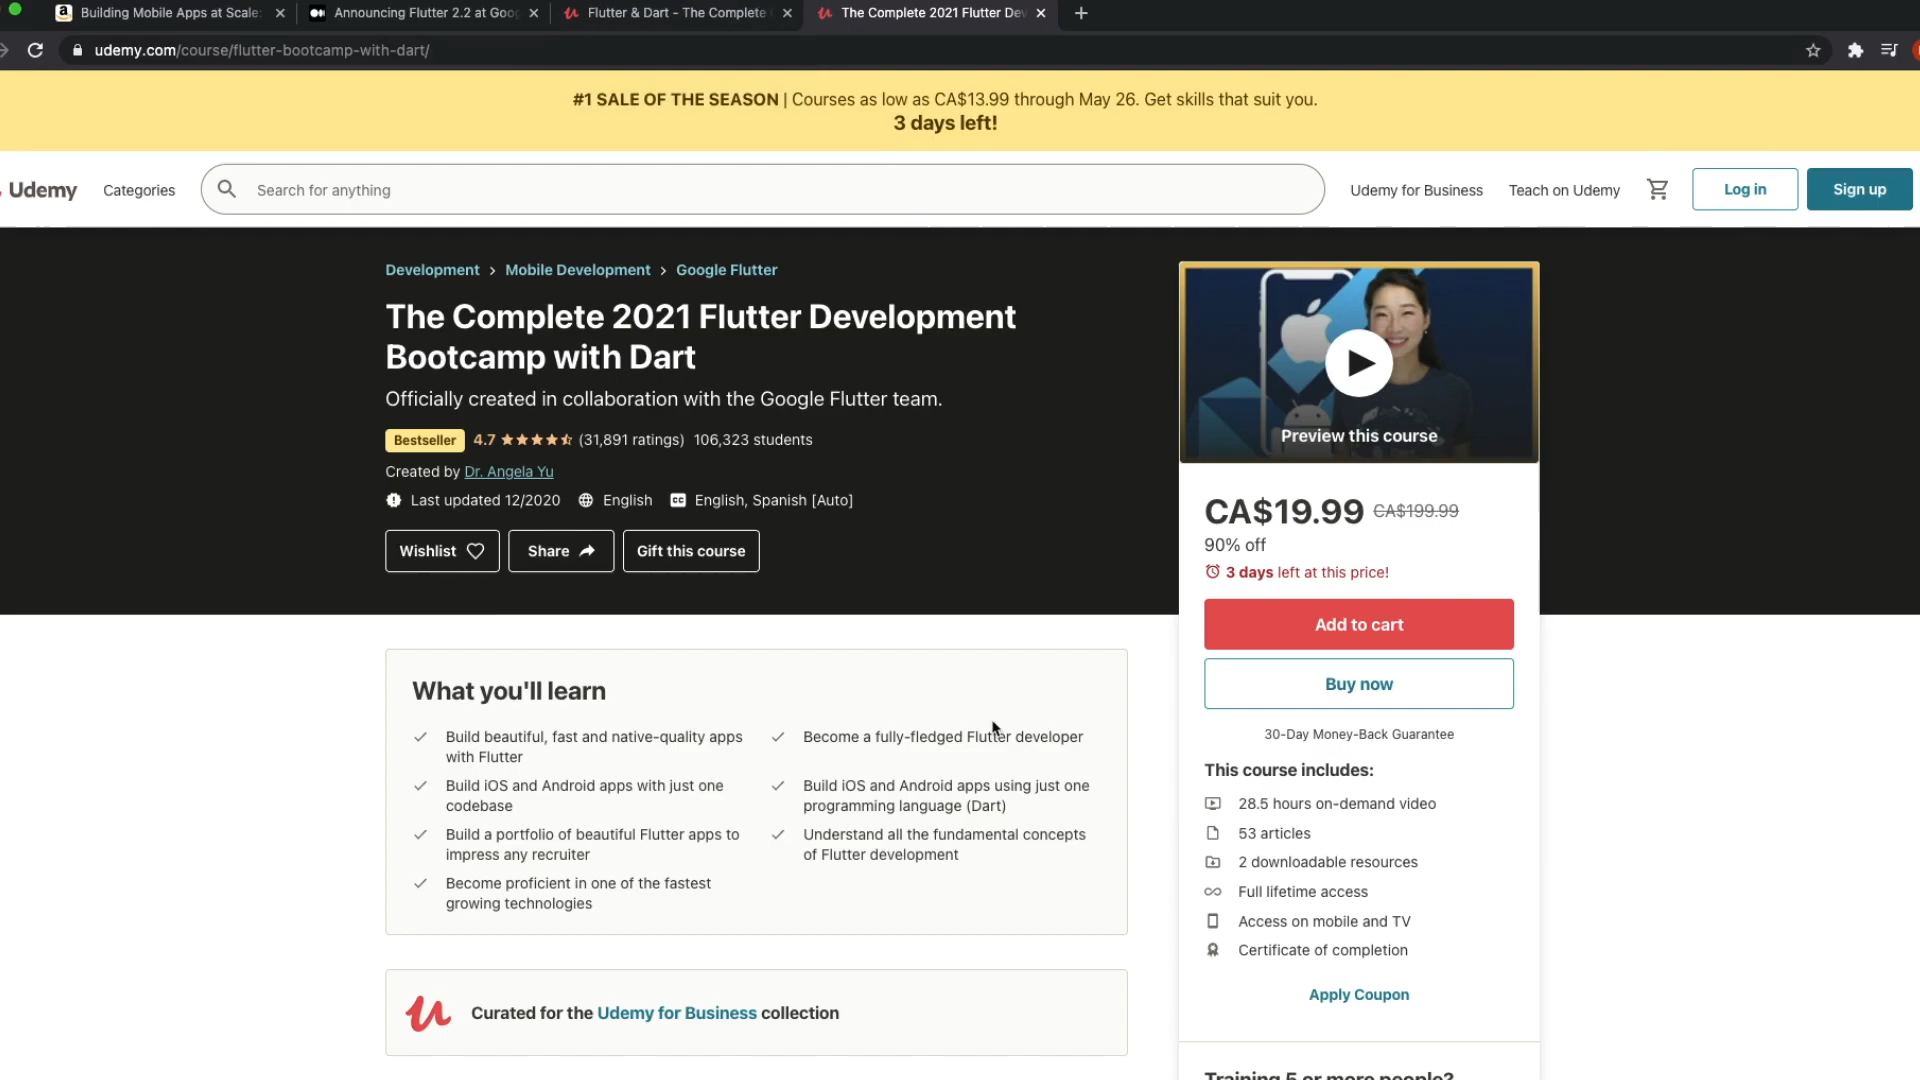 Building Mobile Apps at Scale:
Announcing Flutter 2.2 at Goog
Flutter & Dart - The Complete
The Complete 2021 Flutter Dev
udemy.com/course/flutter-bootcamp-with-dart/
#1 SALE OF THE SEASON | Courses as low as CA$13.99 through May 26. Get skills that suit you.
3 days left!
Udemy
Categories
Search for anything
Udemy for Business
Teach on Udemy
Log in
Sign up
Development > Mobile Development > Google Flutter
The Complete 2021 Flutter Development
Bootcamp with Dart
Officially created in collaboration with the Google Flutter team.
Bestseller 4.7 (31,891 ratings) 106,323 students
Created by Dr. Angela Yu
Last updated 12/2020 English English, Spanish [Auto]
Wishlist
Share
Gift this course
Preview this course
CA$19.99 CA$199.99
90% off
3 days left at this price!
Add to cart
Buy now
30-Day Money-Back Guarantee
This course includes:
28.5 hours on-demand video
53 articles
2 downloadable resources
Full lifetime access
Access on mobile and TV
Certificate of completion
Apply Coupon
Training 5 or more people?
What you'll learn
Build beautiful, fast and native-quality apps
with Flutter
Become a fully-fledged Flutter developer
Build iOS and Android apps with just one
codebase
Build iOS and Android apps using just one
programming language (Dart)
Build a portfolio of beautiful Flutter apps to
impress any recruiter
Understand all the fundamental concepts
of Flutter development
Become proficient in one of the fastest
growing technologies
Curated for the Udemy for Business collection